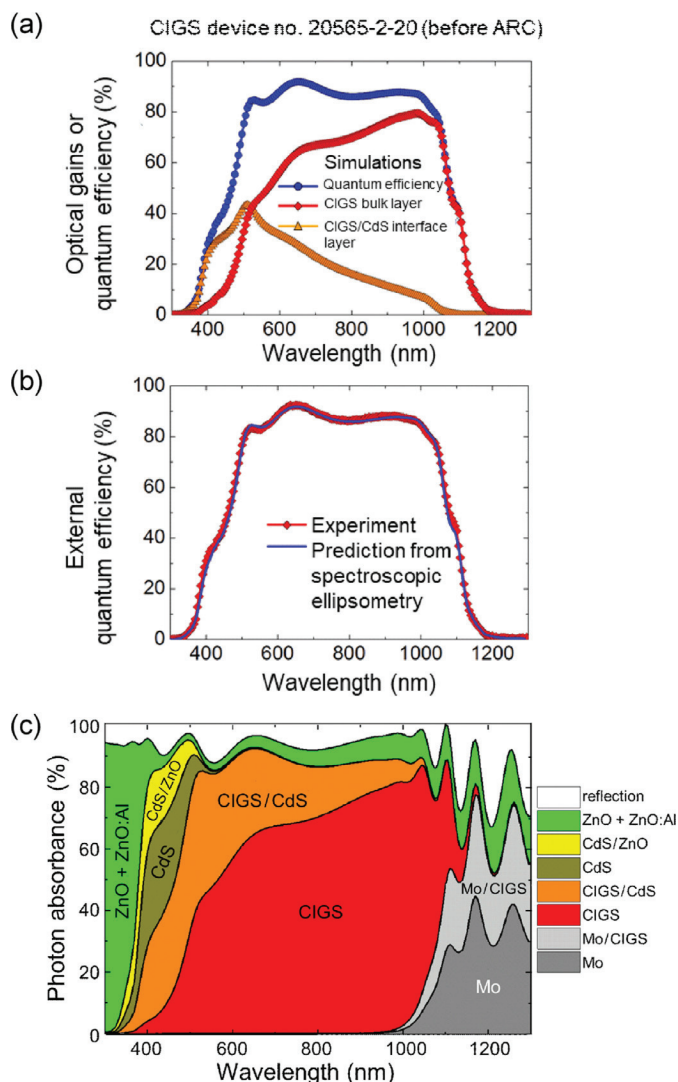 (a)
CIGS device no. 20565-2-20 (before ARC)
Optical gains or
quantum efficiency (%)
100
80
60
40
20
0
Simulations
Quantum efficiency
CIGS bulk layer
CIGS/CdS interface
layer
400 600 800 1000 1200
Wavelength (nm)
(b)
External
quantum efficiency (%)
100
80
60
40
20
0
Experiment
Prediction from
spectroscopic
ellipsometry
400 600 800 1000 1200
Wavelength (nm)
(c)
Photon absorbance (%)
100
80
60
40
20
0
ZnO + ZnO:Al
CdS/ZnO
CdS
CIGS/CdS
CIGS
Mo/CIGS
Mo
400 600 800 1000 1200
Wavelength (nm)
reflection
ZnO + ZnO:Al
CdS/ZnO
CdS
CIGS/CdS
CIGS
Mo/CIGS
Mo